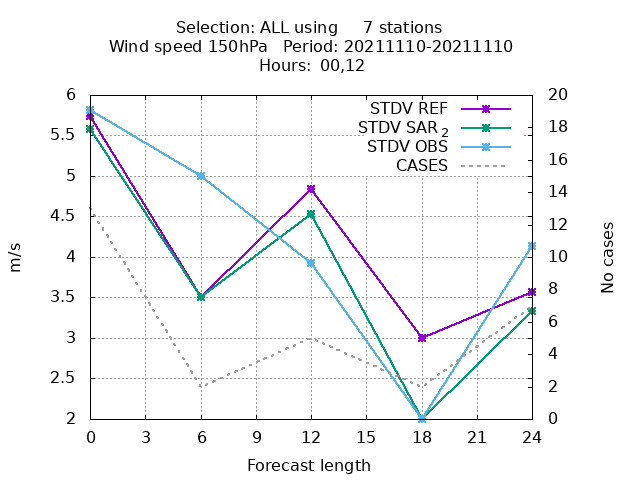 Selection: ALL using 7 stations
Wind speed 150hPa Period: 20211110-20211110
Hours: 00,12
STDV REF
STDV SAR2
STDV OBS
CASES
6
5.5
5
4.5
4
3.5
3
2.5
2
m/s
20
18
16
14
12
10
8
6
4
2
0
No cases
0 3 6 9 12 15 18 21 24
Forecast length